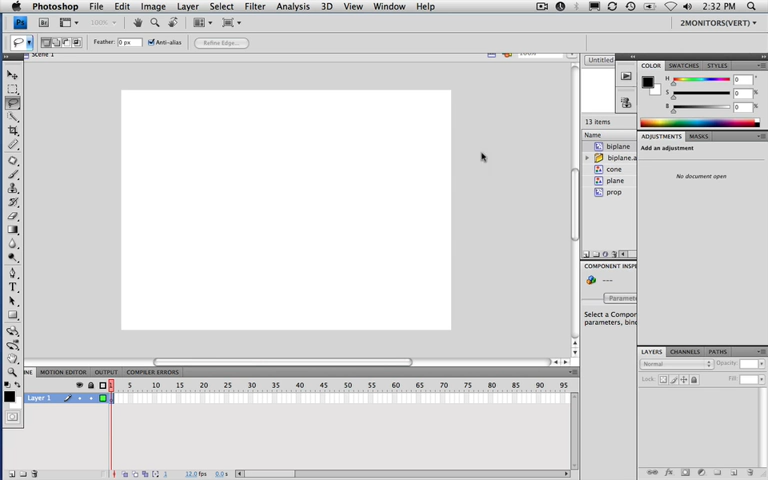 Photoshop File Edit Image Layer Select Filter Analysis 3D View Window Help 2:32 PM
100% 2MONITORS(VERT)
Feather: 0 px Anti-alias Refine Edge...
Scene 1
Untitled
COLOR SWATCHES STYLES
H 0 °
S 0 %
B 0 %
13 items
Name
biplane
biplane.a
cone
plane
prop
ADJUSTMENTS MASKS
Add an adjustment
No document open
COMPONENT INSPE
---
Paramete
Select a Compon
parameters, bind
LAYERS CHANNELS PATHS
Normal Opacity:
Lock: Fill:
NE MOTION EDITOR OUTPUT COMPILER ERRORS
5 10 15 20 25 30 35 40 45 50 55 60 65 70 75 80 85 90 95
Layer 1
1 12.0 fps 0.0 s